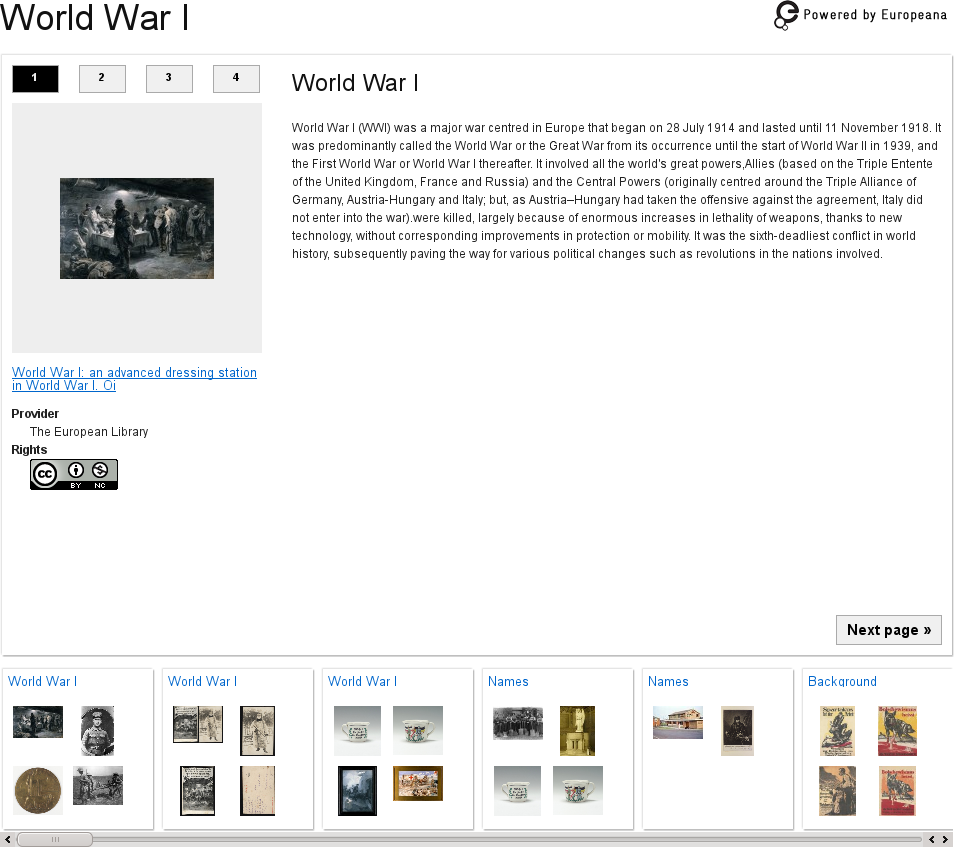 World War I
Powered by Europeana
1 2 3 4
World War I
World War I (WWI) was a major war centred in Europe that began on 28 July 1914 and lasted until 11 November 1918. It
was predominantly called the World War or the Great War from its occurrence until the start of World War II in 1939, and
the First World War or World War I thereafter. It involved all the world's great powers,Allies (based on the Triple Entente
of the United Kingdom, France and Russia) and the Central Powers (originally centred around the Triple Alliance of
Germany, Austria-Hungary and Italy; but, as Austria–Hungary had taken the offensive against the agreement, Italy did
not enter into the war).were killed, largely because of enormous increases in lethality of weapons, thanks to new
technology, without corresponding improvements in protection or mobility. It was the sixth-deadliest conflict in world
history, subsequently paving the way for various political changes such as revolutions in the nations involved.
World War I: an advanced dressing station
in World War I. Oi
Provider
The European Library
Rights
CC BY NC
Next page »
World War I
World War I
World War I
Names
Names
Background